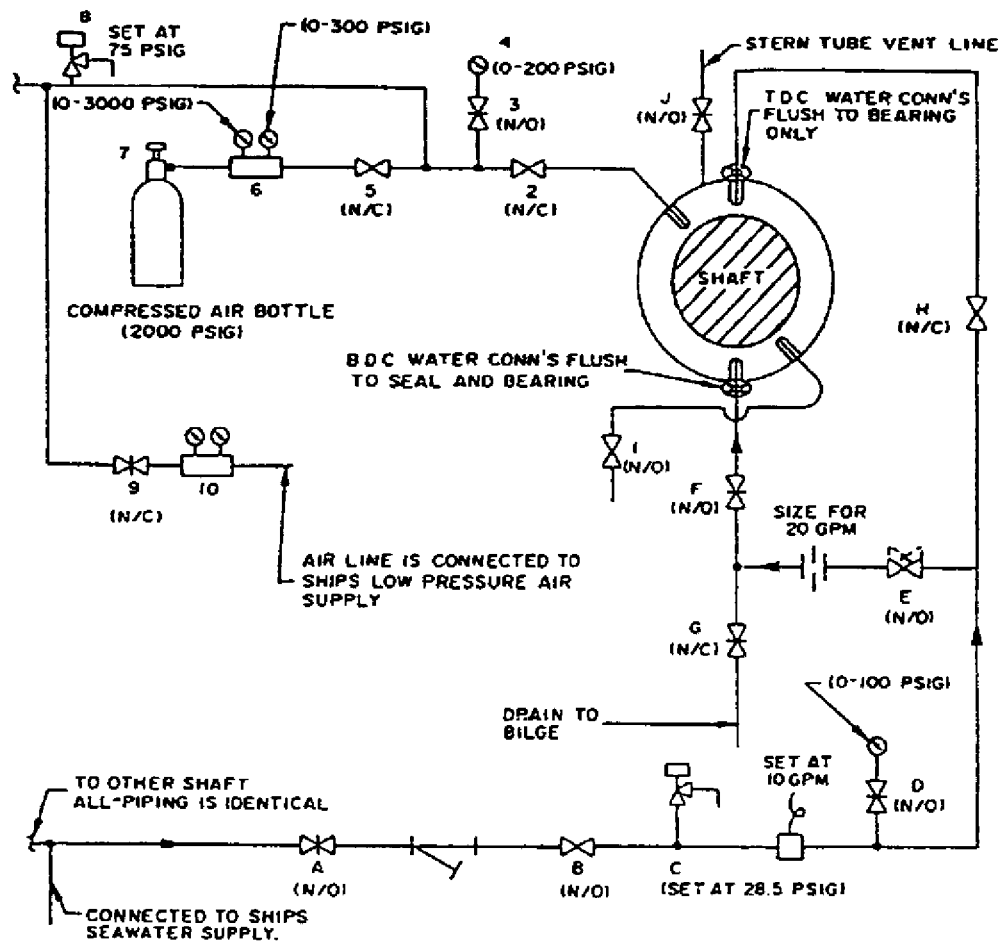 8
SET AT
75 PSIG
(0-300 PSIG)
4
(0-200 PSIG)
STERN TUBE VENT LINE
(0-3000 PSIG)
3
(N/O)
J
(N/O)
TDC WATER CONN'S
FLUSH TO BEARING
ONLY
7
6
5
(N/C)
2
(N/C)
SHAFT
COMPRESSED AIR BOTTLE
(2000 PSIG)
H
(N/C)
BDC WATER CONN'S FLUSH
TO SEAL AND BEARING
I
(N/O)
9
(N/C)
10
F
(N/O)
SIZE FOR
20 GPM
AIR LINE IS CONNECTED TO
SHIPS LOW PRESSURE AIR
SUPPLY
E
(N/O)
G
(N/C)
(0-100 PSIG)
DRAIN TO
BILGE
TO OTHER SHAFT
ALL-PIPING IS IDENTICAL
SET AT
10 GPM
D
(N/O)
A
(N/O)
B
(N/O)
C
(SET AT 28.5 PSIG)
CONNECTED TO SHIPS
SEAWATER SUPPLY.